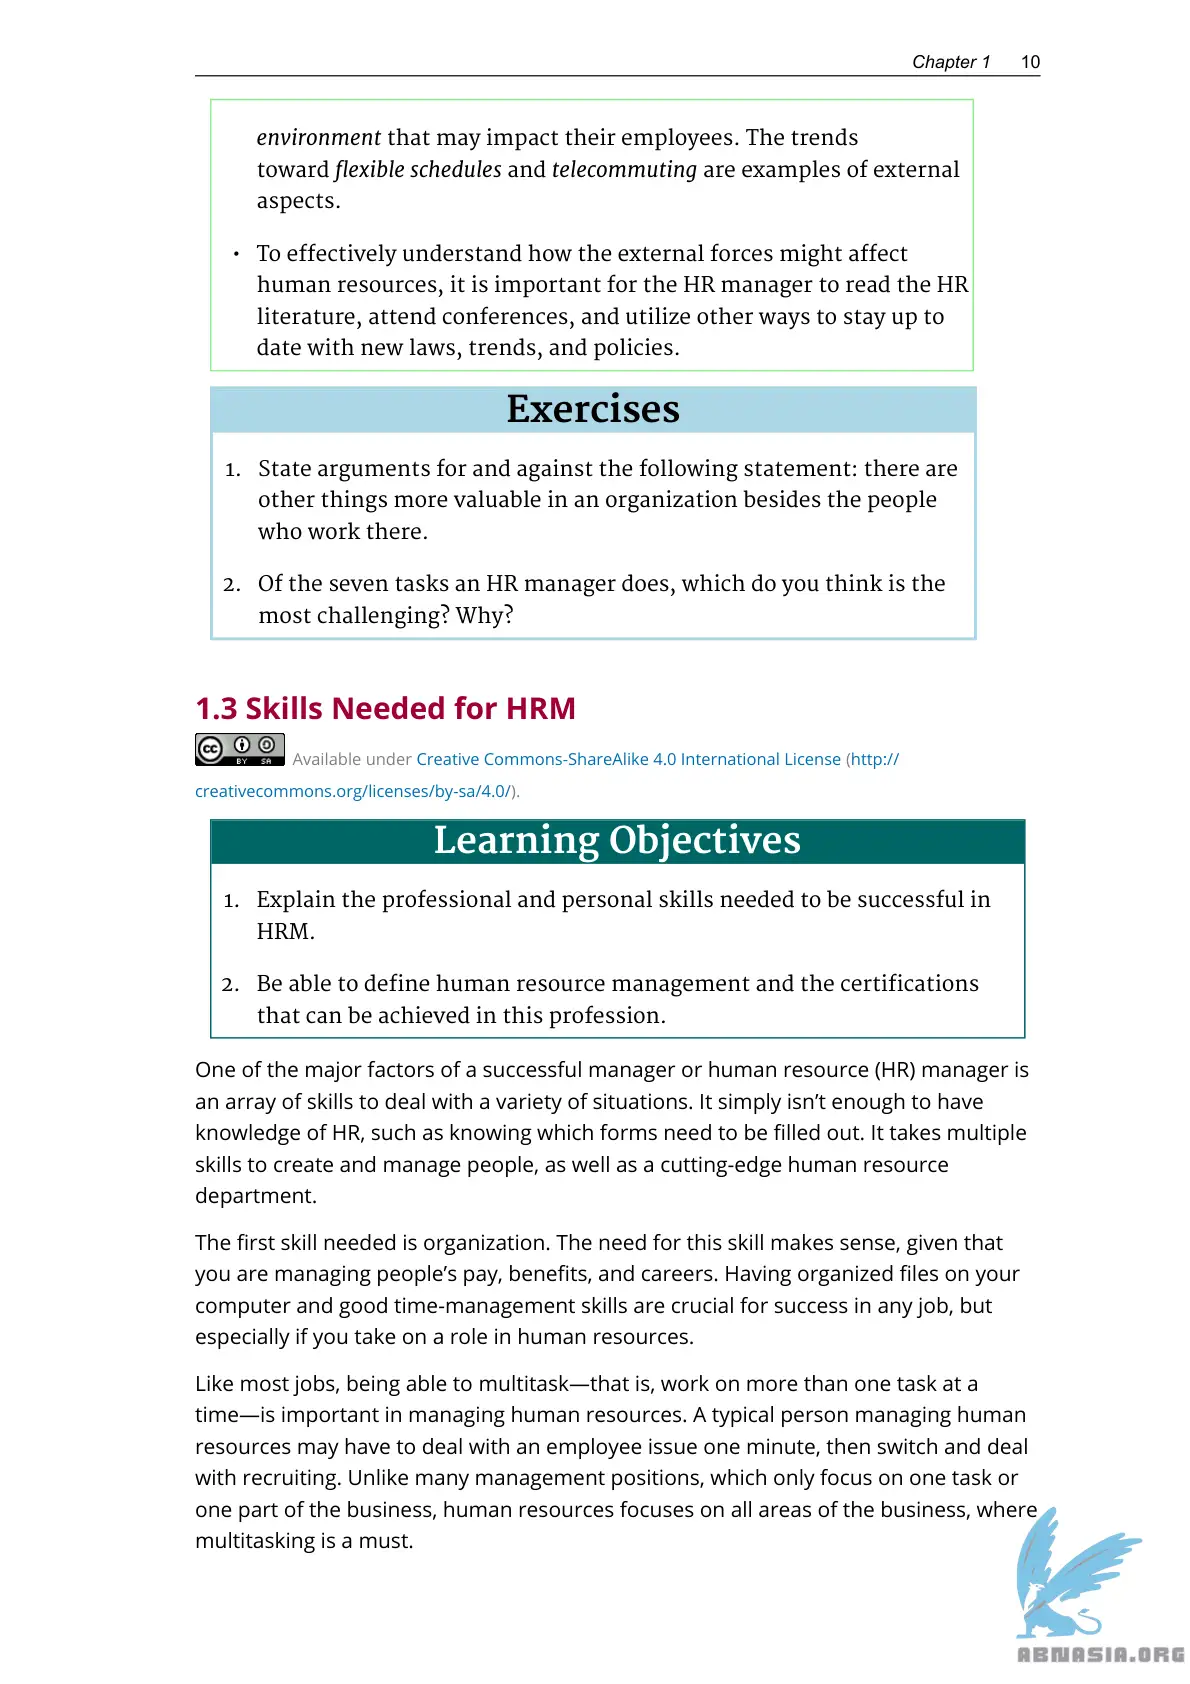 Chapter 1 10
environment that may impact their employees. The trends
toward flexible schedules and telecommuting are examples of external
aspects.
• To effectively understand how the external forces might affect
human resources, it is important for the HR manager to read the HR
literature, attend conferences, and utilize other ways to stay up to
date with new laws, trends, and policies.
Exercises
1. State arguments for and against the following statement: there are
other things more valuable in an organization besides the people
who work there.
2. Of the seven tasks an HR manager does, which do you think is the
most challenging? Why?
1.3 Skills Needed for HRM
cc BY SA Available under Creative Commons-ShareAlike 4.0 International License (http://
creativecommons.org/licenses/by-sa/4.0/).
Learning Objectives
1. Explain the professional and personal skills needed to be successful in
HRM.
2. Be able to define human resource management and the certifications
that can be achieved in this profession.
One of the major factors of a successful manager or human resource (HR) manager is
an array of skills to deal with a variety of situations. It simply isn’t enough to have
knowledge of HR, such as knowing which forms need to be filled out. It takes multiple
skills to create and manage people, as well as a cutting-edge human resource
department.
The first skill needed is organization. The need for this skill makes sense, given that
you are managing people’s pay, benefits, and careers. Having organized files on your
computer and good time-management skills are crucial for success in any job, but
especially if you take on a role in human resources.
Like most jobs, being able to multitask—that is, work on more than one task at a
time—is important in managing human resources. A typical person managing human
resources may have to deal with an employee issue one minute, then switch and deal
with recruiting. Unlike many management positions, which only focus on one task or
one part of the business, human resources focuses on all areas of the business, where
multitasking is a must.
ABNASIA.ORG